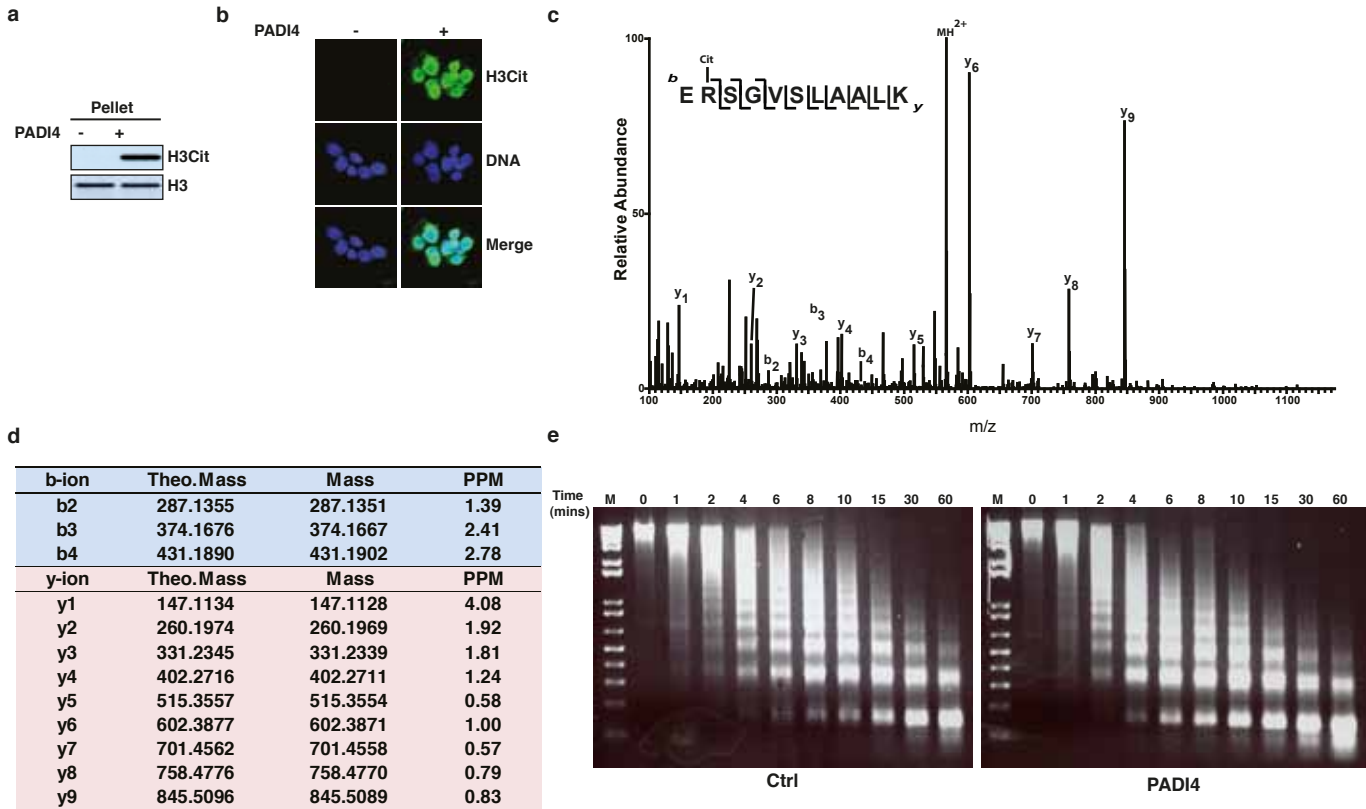 a
Pellet
PADI4 - +
H3Cit
H3
b
PADI4 - +
H3Cit
DNA
Merge
c
Relative Abundance
100
50
0
b
Cit
E R S G V S L A A L K
y
MH2+
y6
y9
y1
y2
b2
y3
b3
y4
b4
y5
y7
y8
100 200 300 400 500 600 700 800 900 1000 1100
m/z
d
b-ion Theo.Mass Mass PPM
b2 287.1355 287.1351 1.39
b3 374.1676 374.1667 2.41
b4 431.1890 431.1902 2.78
y-ion Theo.Mass Mass PPM
y1 147.1134 147.1128 4.08
y2 260.1974 260.1969 1.92
y3 331.2345 331.2339 1.81
y4 402.2716 402.2711 1.24
y5 515.3557 515.3554 0.58
y6 602.3877 602.3871 1.00
y7 701.4562 701.4558 0.57
y8 758.4776 758.4770 0.79
y9 845.5096 845.5089 0.83
e
Time (mins) M 0 1 2 4 6 8 10 15 30 60
M 0 1 2 4 6 8 10 15 30 60
Ctrl
PADI4